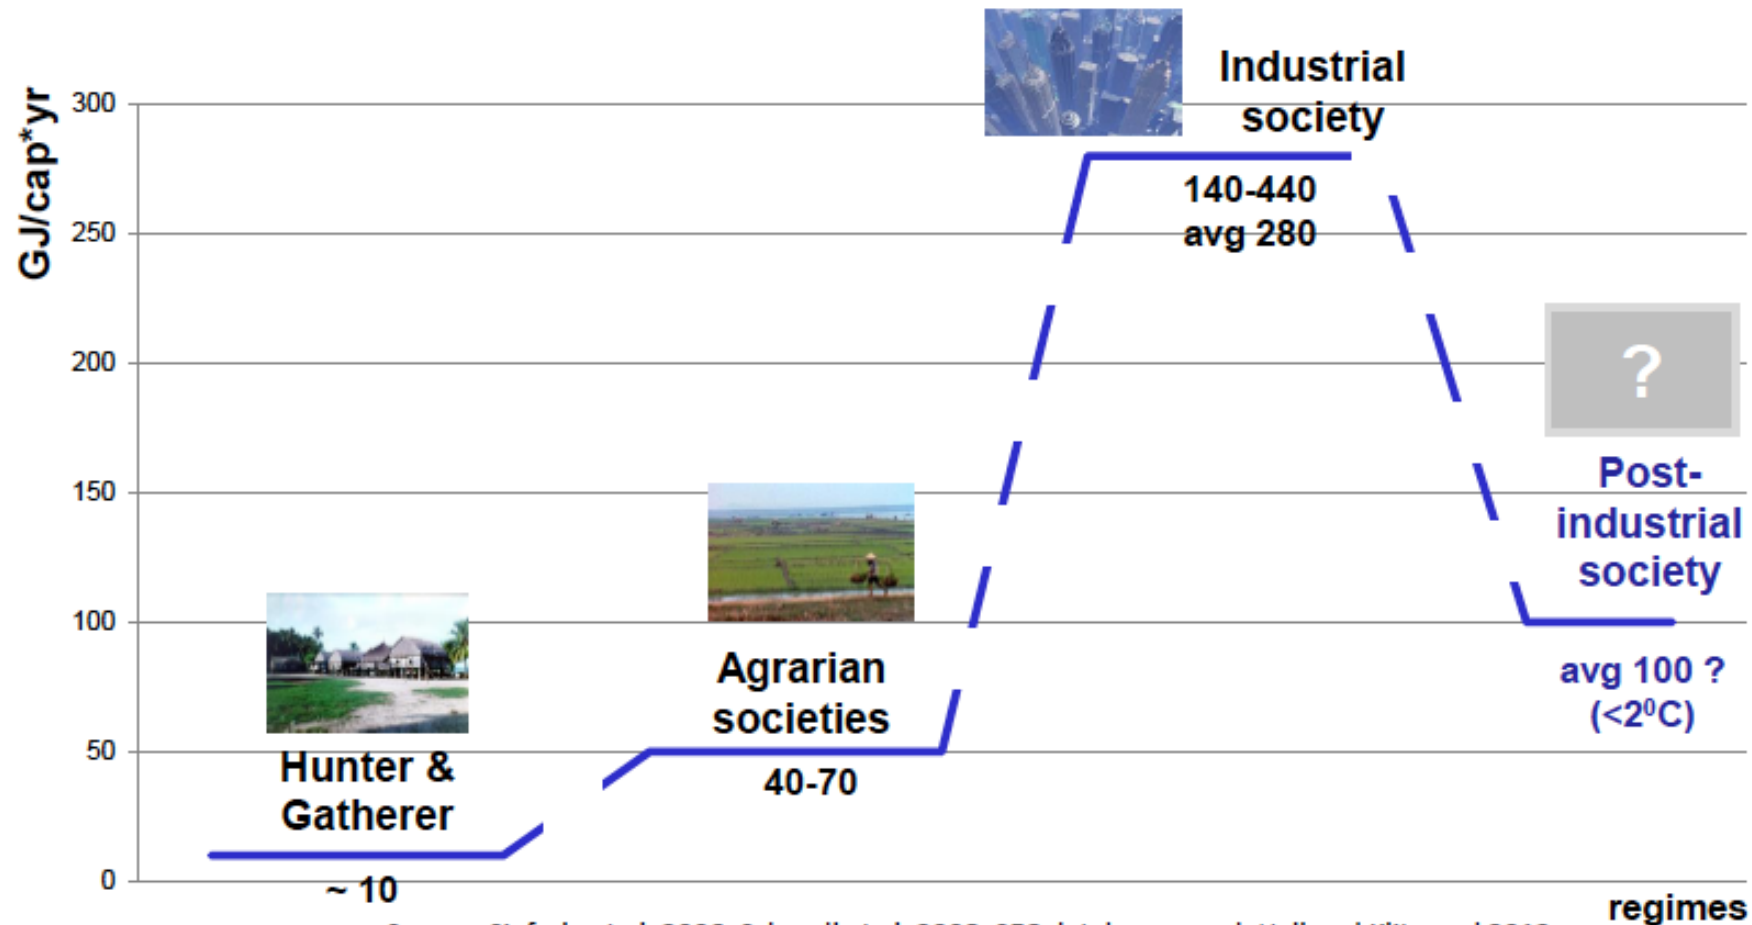 GJ/cap*yr
300
250
200
150
100
50
0
Hunter &
Gatherer
~ 10
Agrarian
societies
40-70
Industrial
society
140-440
avg 280
?
Post-
industrial
society
avg 100 ?
(<2⁰C)
regimes